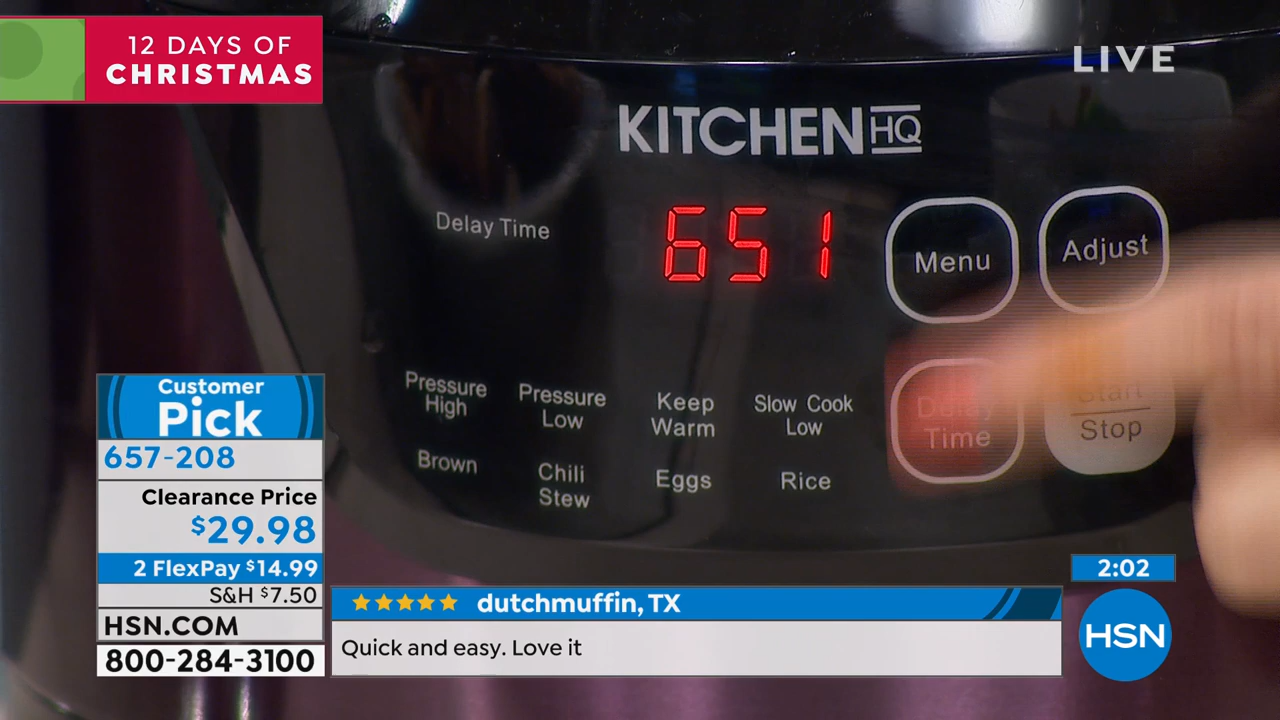 12 DAYS OF
CHRISTMAS
LIVE
KITCHEN HQ
Delay Time
651
Menu
Adjust
Pressure
High
Pressure
Low
Keep
Warm
Slow Cook
Low
Delay
Time
Start
Stop
Brown
Chili
Stew
Eggs
Rice
Customer
Pick
657-208
Clearance Price
$29.98
2 FlexPay $14.99
S&H $7.50
HSN.COM
800-284-3100
★★★★★ dutchmuffin, TX
Quick and easy. Love it
2:02
HSN